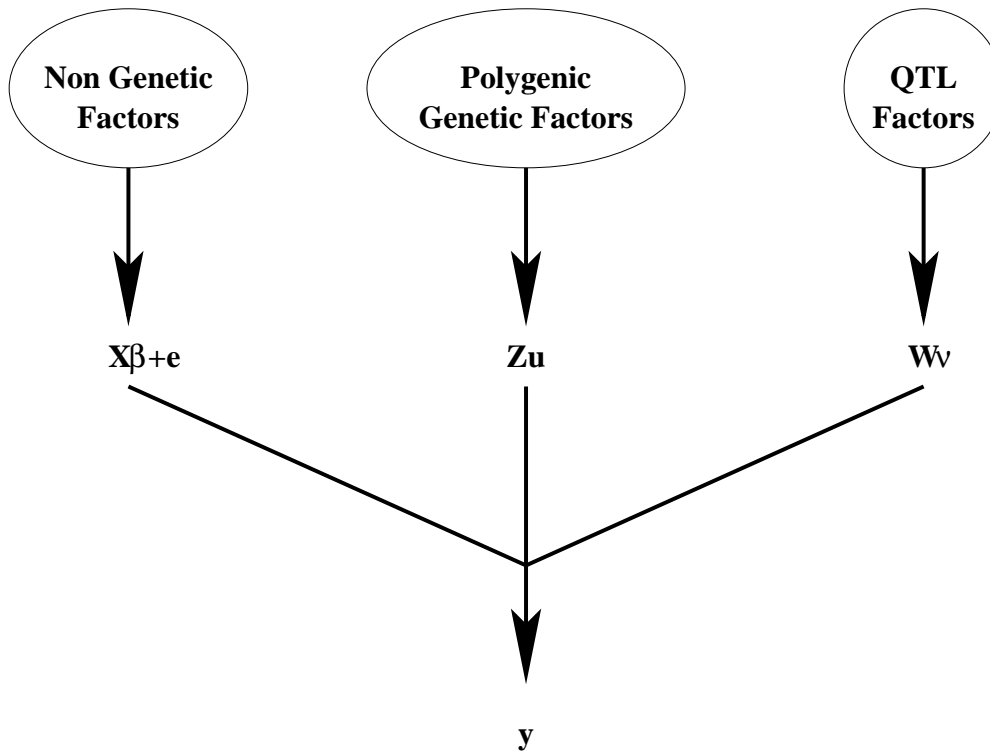 Non Genetic
Factors
Polygenic
Genetic Factors
QTL
Factors
Xβ+e
Zu
Wν
y